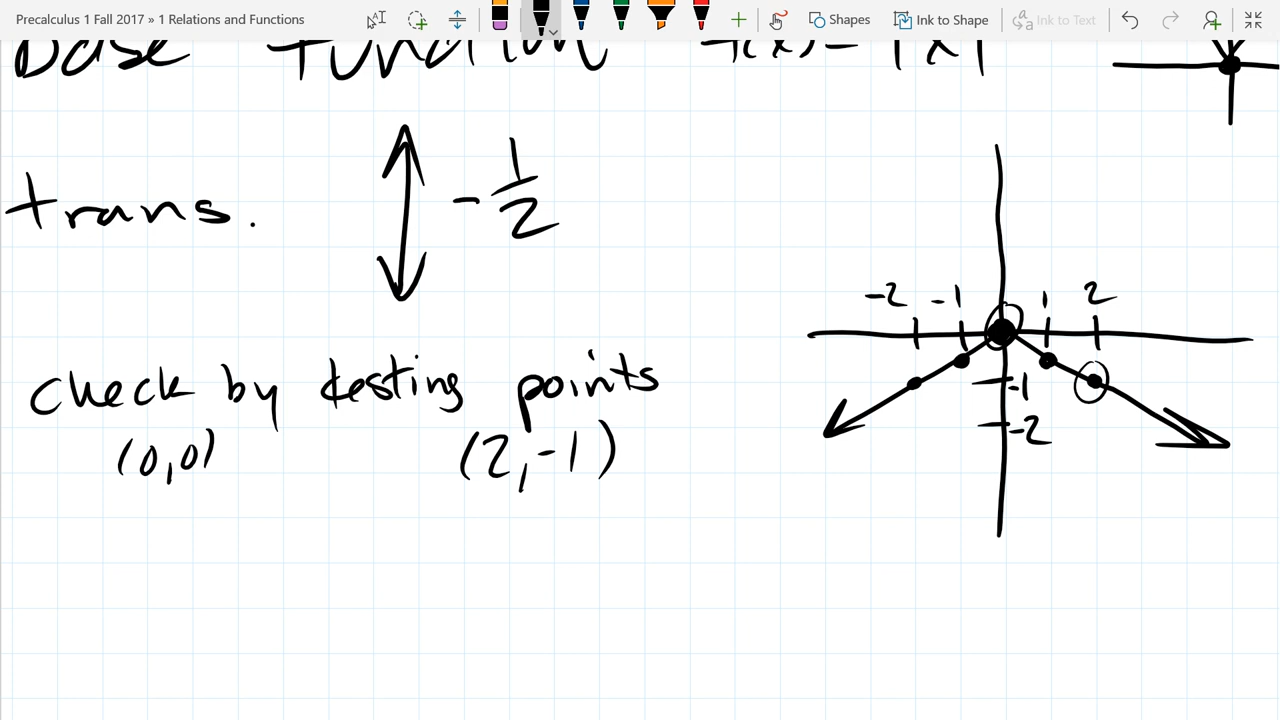 Precalculus 1 Fall 2017 » 1 Relations and Functions
Shapes
Ink to Shape
Ink to Text
Base function f(x) = |x|
trans. -1/2
-2 -1 1 2
-1
-2
check by testing points
(0,0) (2,-1)